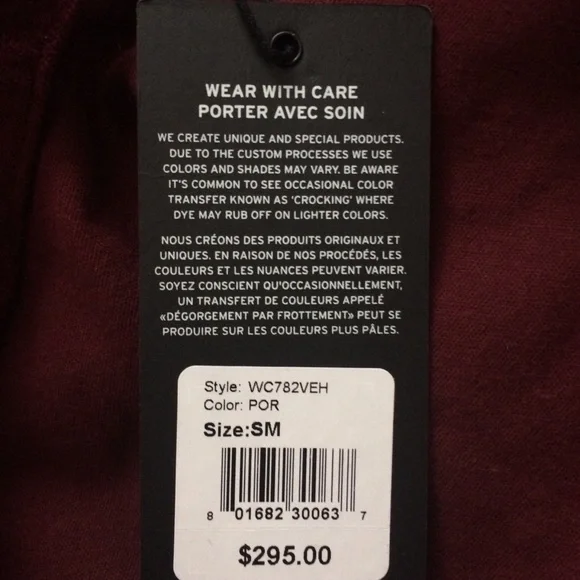 WEAR WITH CARE
PORTER AVEC SOIN
WE CREATE UNIQUE AND SPECIAL PRODUCTS.
DUE TO THE CUSTOM PROCESSES WE USE
COLORS AND SHADES MAY VARY. BE AWARE
IT'S COMMON TO SEE OCCASIONAL COLOR
TRANSFER KNOWN AS 'CROCKING' WHERE
DYE MAY RUB OFF ON LIGHTER COLORS.
NOUS CRÉONS DES PRODUITS ORIGINAUX ET
UNIQUES. EN RAISON DE NOS PROCÉDÉS, LES
COULEURS ET LES NUANCES PEUVENT VARIER.
SOYEZ CONSCIENT QU'OCCASIONNELLEMENT,
UN TRANSFERT DE COULEURS APPELÉ
«DÉGORGEMENT PAR FROTTEMENT» PEUT SE
PRODUIRE SUR LES COULEURS PLUS PÂLES.
Style: WC782VEH
Color: POR
Size:SM
8 01682 30063 7
$295.00